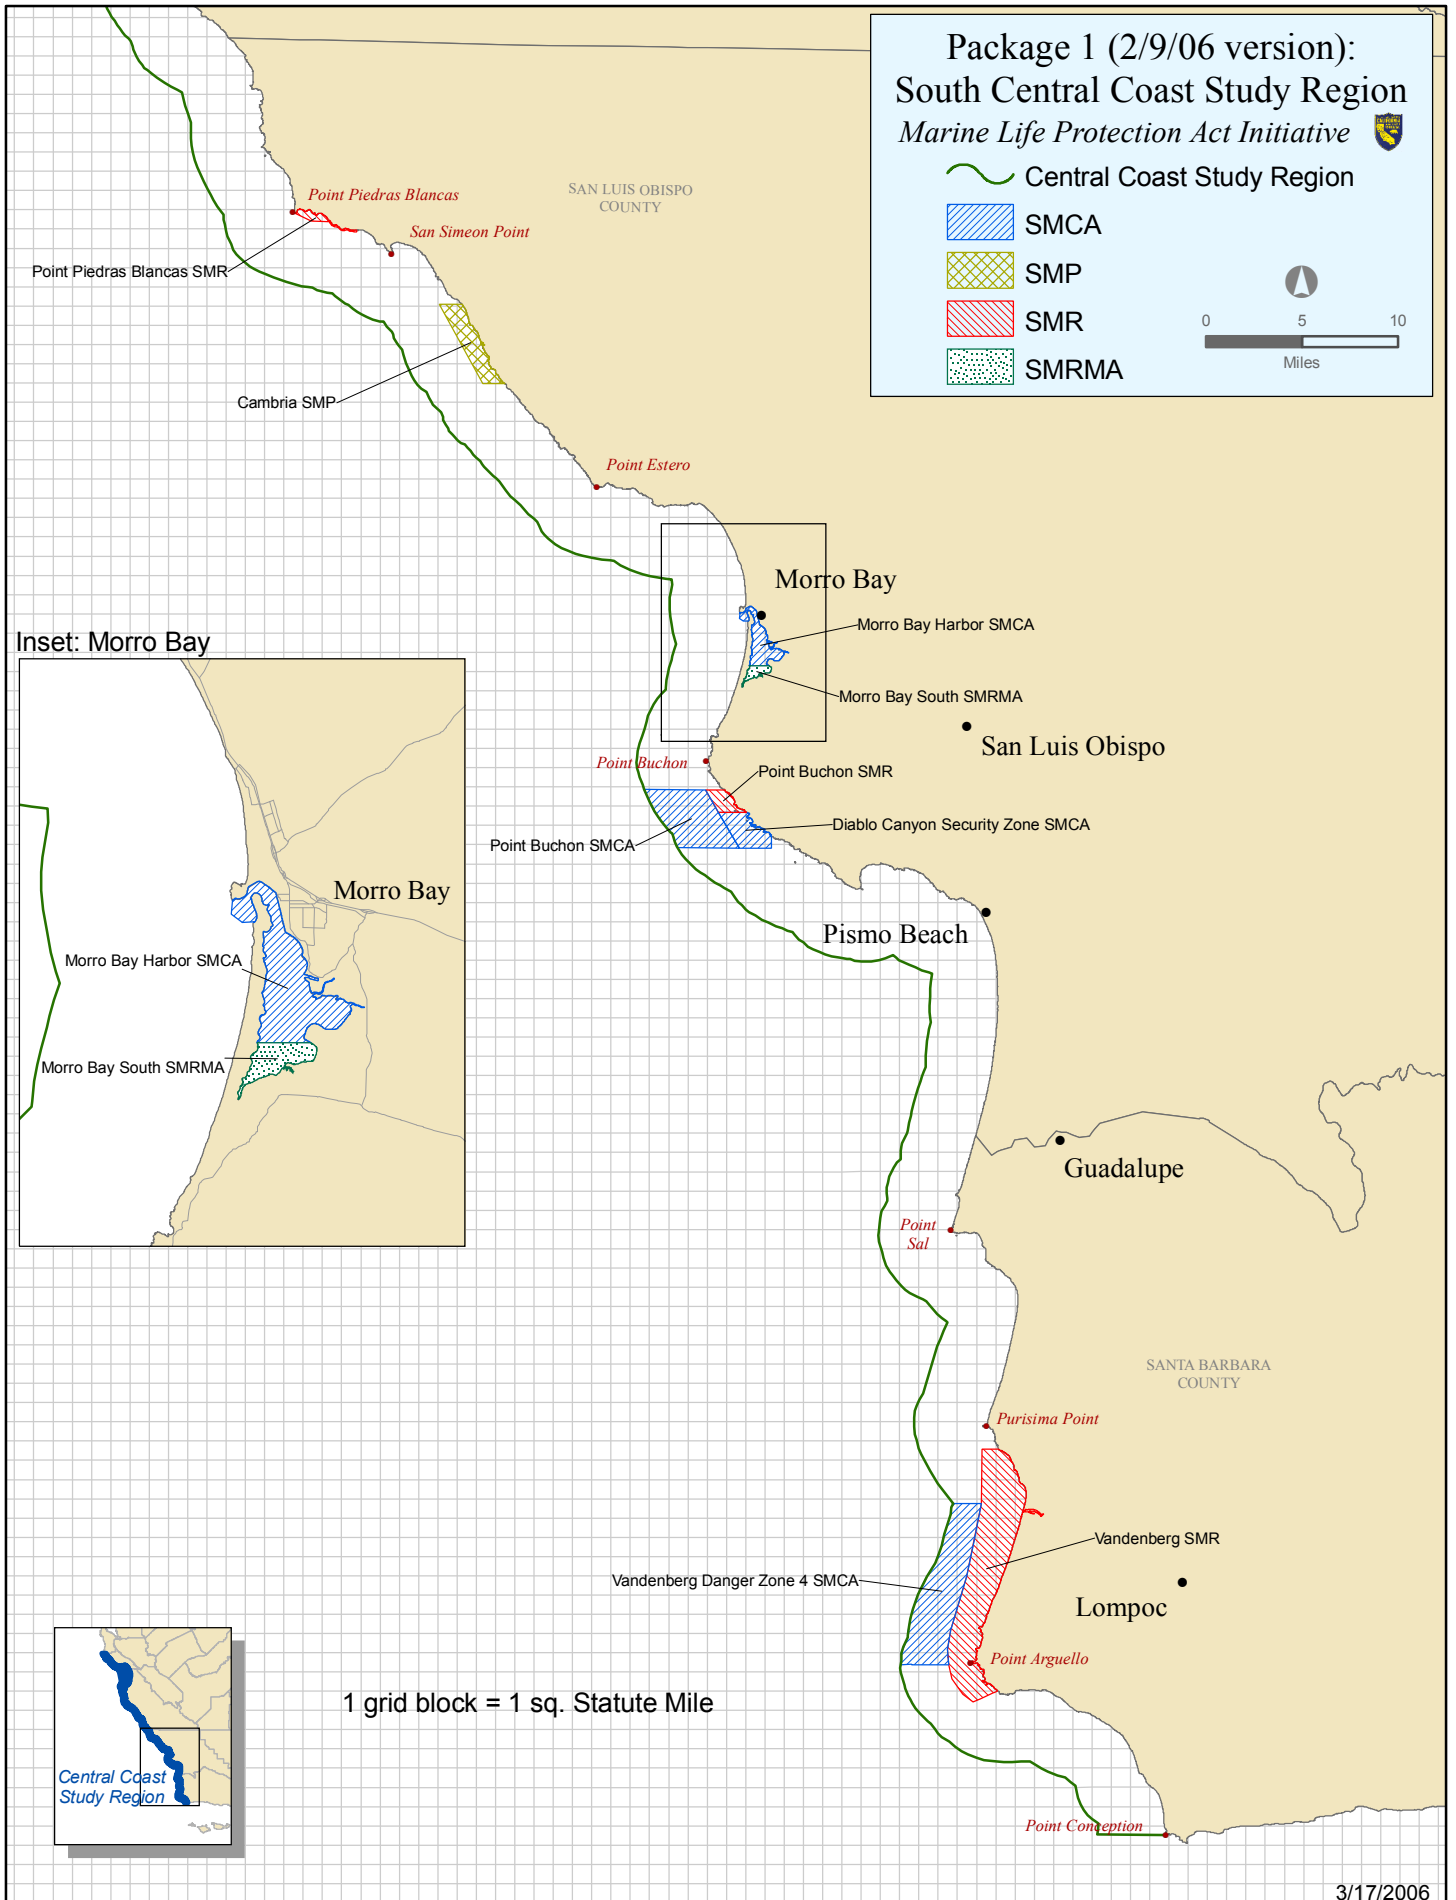 Package 1 (2/9/06 version):
South Central Coast Study Region
Marine Life Protection Act Initiative
Central Coast Study Region
SMCA
SMP
SMR
SMRMA
0 5 10
Miles
SAN LUIS OBISPO
COUNTY
Point Piedras Blancas
San Simeon Point
Point Piedras Blancas SMR
Cambria SMP
Point Estero
Morro Bay
Morro Bay Harbor SMCA
Morro Bay South SMRMA
San Luis Obispo
Point Buchon
Point Buchon SMR
Diablo Canyon Security Zone SMCA
Point Buchon SMCA
Pismo Beach
Inset: Morro Bay
Morro Bay
Morro Bay Harbor SMCA
Morro Bay South SMRMA
Guadalupe
Point
Sal
SANTA BARBARA
COUNTY
Purisima Point
Vandenberg SMR
Vandenberg Danger Zone 4 SMCA
Lompoc
Point Arguello
1 grid block = 1 sq. Statute Mile
Central Coast
Study Region
Point Conception
3/17/2006